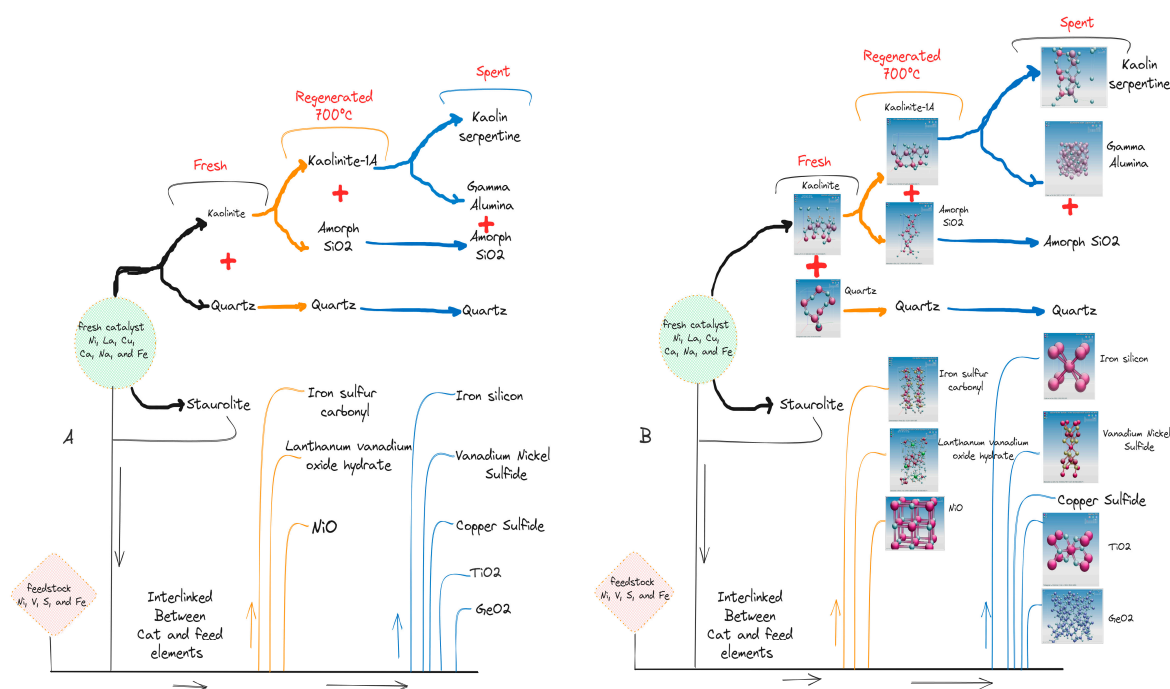 Spent
Kaolin
serpentine
Regenerated
700°C
Kaolinite-1A
Gamma
Alumina
Fresh
Kaolinite
Amorph
SiO2
Amorph
SiO2
Quartz
Quartz
Quartz
fresh catalyst
Ni, La, Cu,
Ca, Na, and Fe
Staurolite
A
Iron sulfur
carbonyl
Iron silicon
Lanthanum vanadium
oxide hydrate
Vanadium Nickel
Sulfide
NiO
Copper Sulfide
TiO2
GeO2
feedstock
Ni, V, S, and Fe
Interlinked
Between
Cat and feed
elements
Spent
Kaolin
serpentine
Regenerated
700°C
Kaolinite-1A
Gamma
Alumina
Fresh
Kaolinite
Amorph
SiO2
Amorph SiO2
Quartz
Quartz
Quartz
fresh catalyst
Ni, La, Cu,
Ca, Na, and Fe
Staurolite
B
Iron sulfur
carbonyl
Iron silicon
Lanthanum vanadium
oxide hydrate
Vanadium Nickel
Sulfide
NiO
Copper Sulfide
TiO2
GeO2
feedstock
Ni, V, S, and Fe
Interlinked
Between
Cat and feed
elements